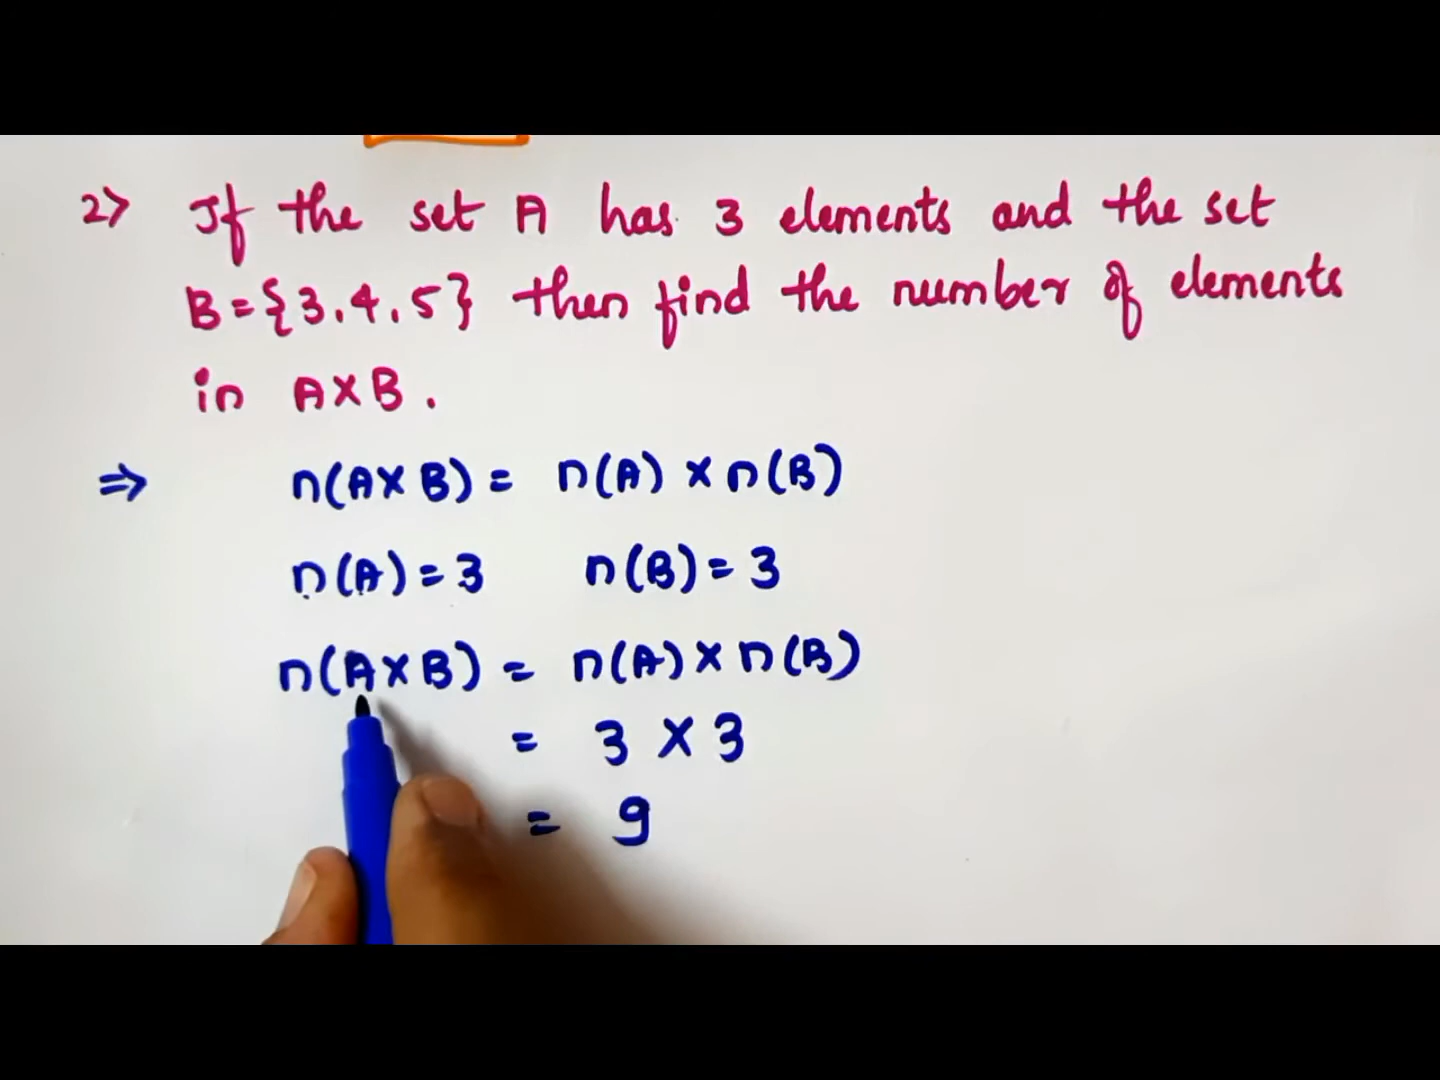 2) If the set A has 3 elements and the set
B={3,4,5} then find the number of elements
in A×B.
⇒ n(A×B) = n(A) × n(B)
n(A)=3 n(B)=3
n(A×B) = n(A)×n(B)
= 3 × 3
= 9